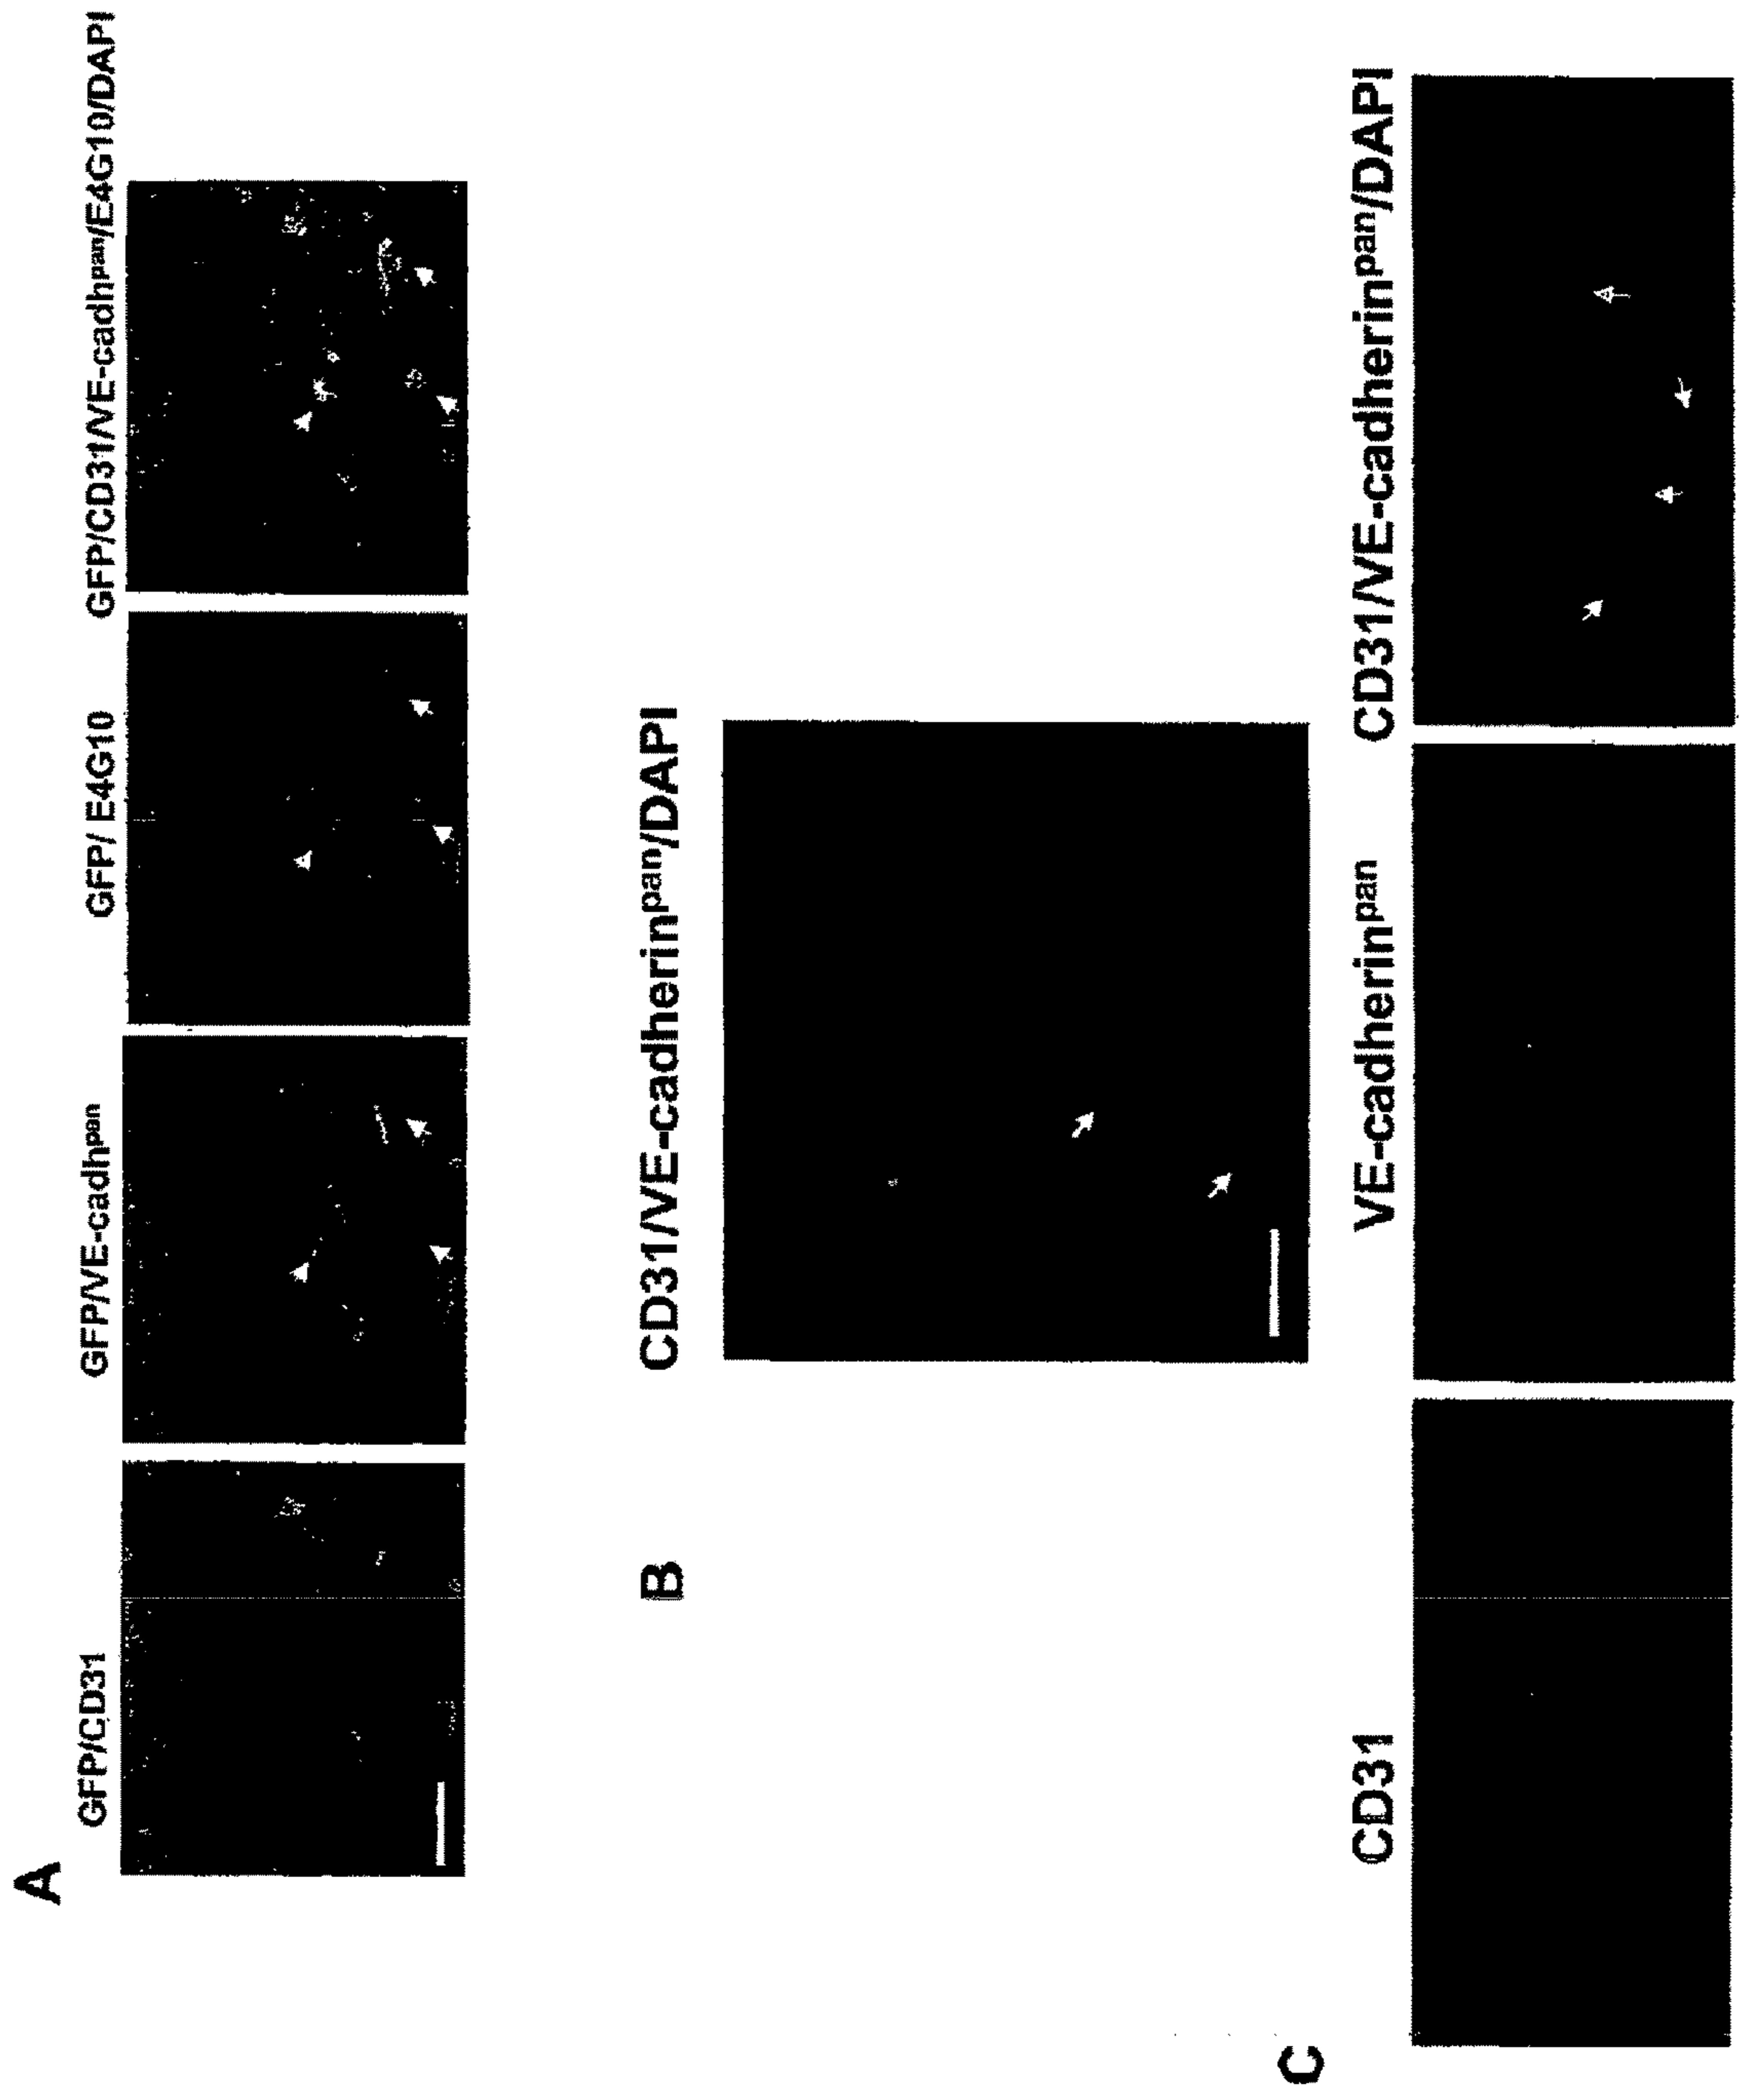 A
GFP/CD31
GFP/VE-cadhᵖᵃⁿ
GFP/ E4G10
GFP/CD31/VE-cadhᵖᵃⁿ/E4G10/DAPI
B
CD31/VE-cadherinᵖᵃⁿ/DAPI
C
CD31
VE-cadherinᵖᵃⁿ
CD31/VE-cadherinᵖᵃⁿ/DAPI